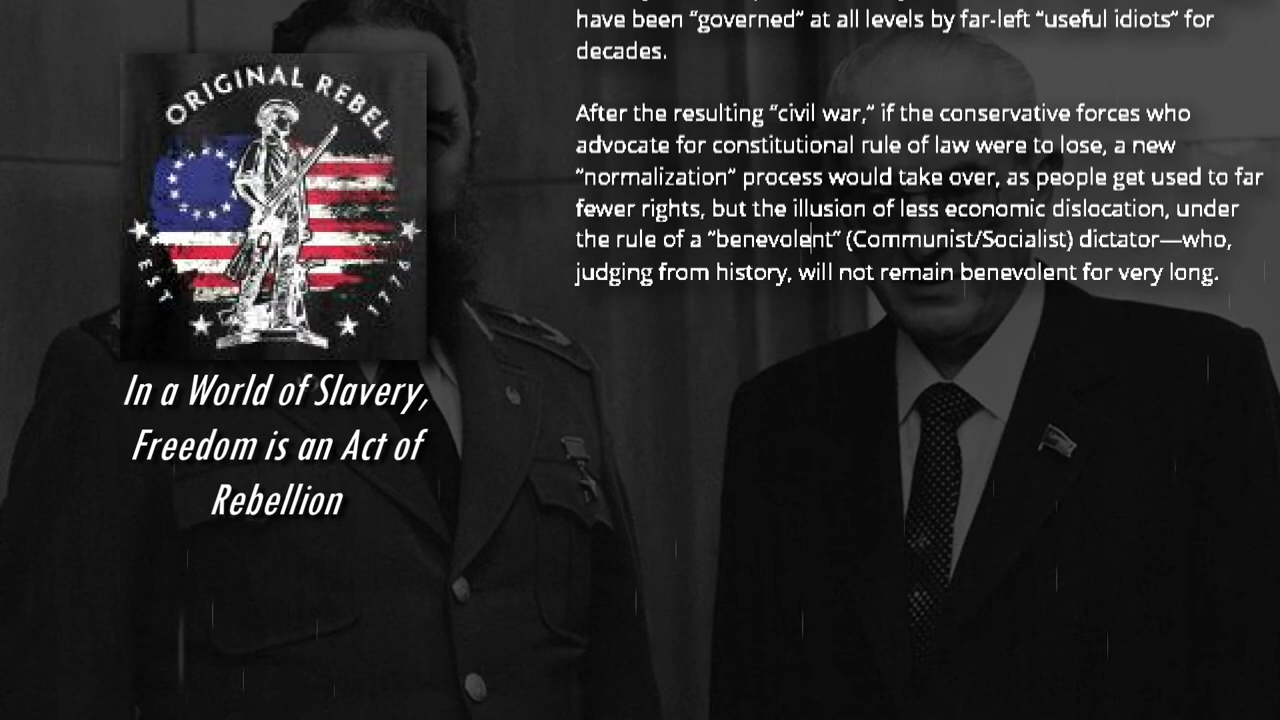 have been “governed” at all levels by far-left “useful idiots” for
decades.
After the resulting “civil war,” if the conservative forces who
advocate for constitutional rule of law were to lose, a new
“normalization” process would take over, as people get used to far
fewer rights, but the illusion of less economic dislocation, under
the rule of a “benevolent” (Communist/Socialist) dictator—who,
judging from history, will not remain benevolent for very long.
ORIGINAL REBEL
EST
In a World of Slavery,
Freedom is an Act of
Rebellion